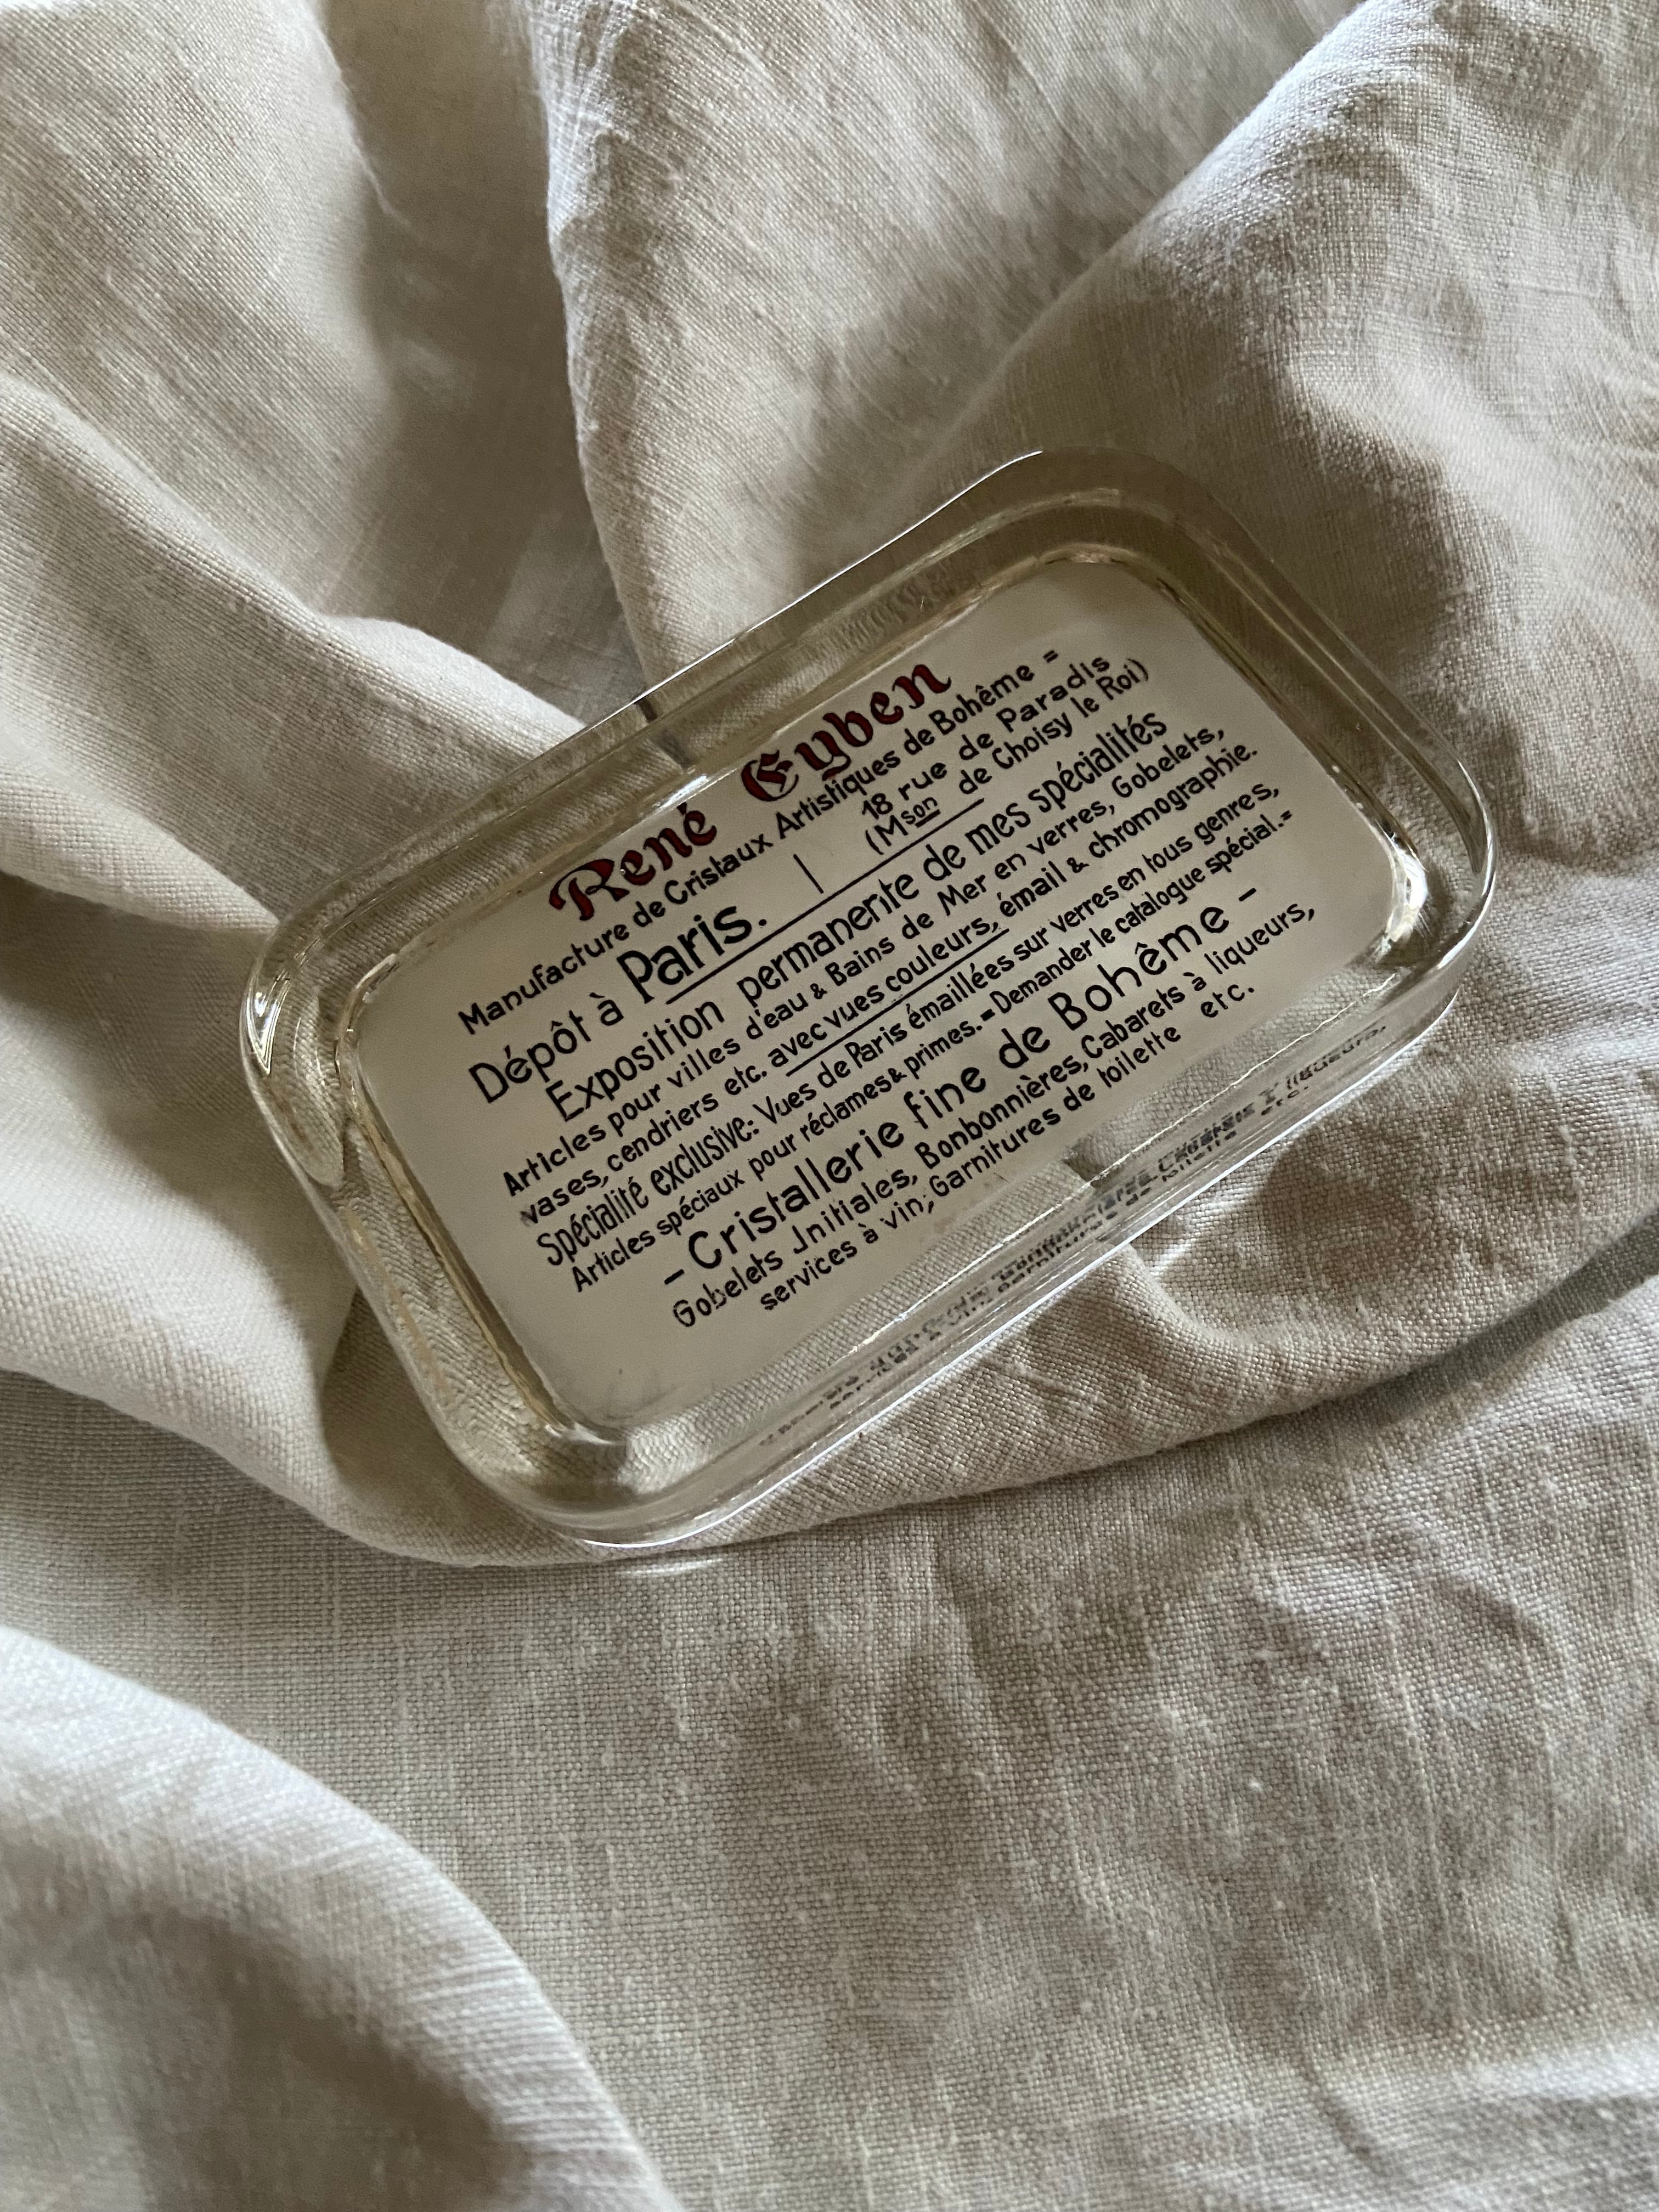 René Eyben
Manufacture de Cristaux Artistiques de Bohême =
Dépôt à Paris. | 18 rue de Paradis
(Mson de Choisy le Roi)
Exposition permanente de mes spécialités
Articles pour villes d'eau & Bains de Mer en verres, Gobelets,
vases, cendriers etc. avec vues couleurs, émail & chromographie.
Spécialité exclusive: Vues de Paris émaillées sur verres en tous genres,
Articles spéciaux pour réclames & primes. = Demander le catalogue spécial. =
– Cristallerie fine de Bohême –
Gobelets Initiales, Bonbonnières, Cabarets à liqueurs,
services à vin, Garnitures de toilette etc.